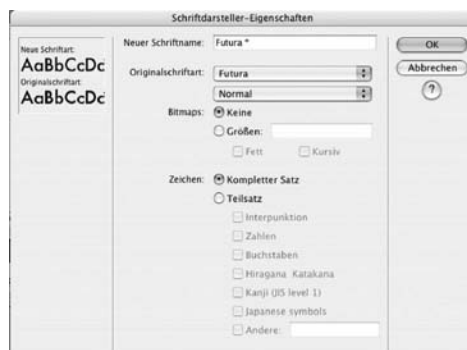 Schriftdarsteller-Eigenschaften
Neue Schriftart:
AaBbCcDc
Originalschriftart:
AaBbCcDc
Neuer Schriftname: Futura *
Originalschriftart: Futura
Normal
Bitmaps: Keine
Größen:
Fett Kursiv
Zeichen: Kompletter Satz
Teilsatz
Interpunktion
Zahlen
Buchstaben
Hiragana Katakana
Kanji (JIS level 1)
Japanese symbols
Andere:
OK
Abbrechen
?